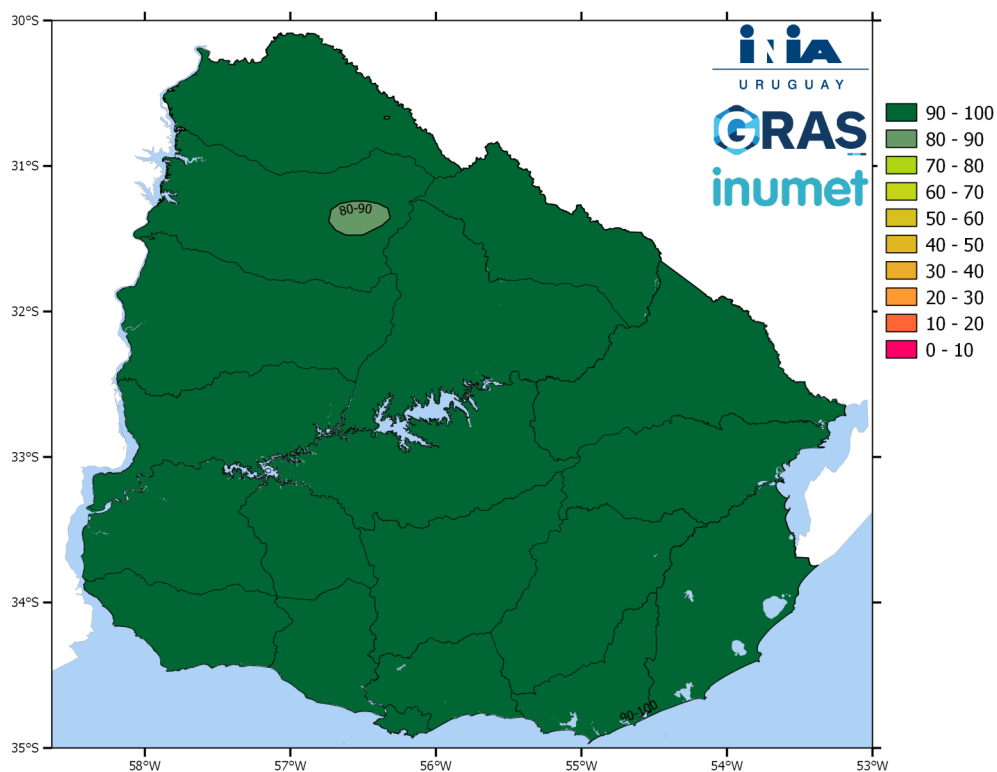 30°S
31°S
32°S
33°S
34°S
35°S
58°W
57°W
56°W
55°W
54°W
53°W
80-90
90-100
iNiA
URUGUAY
GRAS
inumet
90 - 100
80 - 90
70 - 80
60 - 70
50 - 60
40 - 50
30 - 40
20 - 30
10 - 20
0 - 10